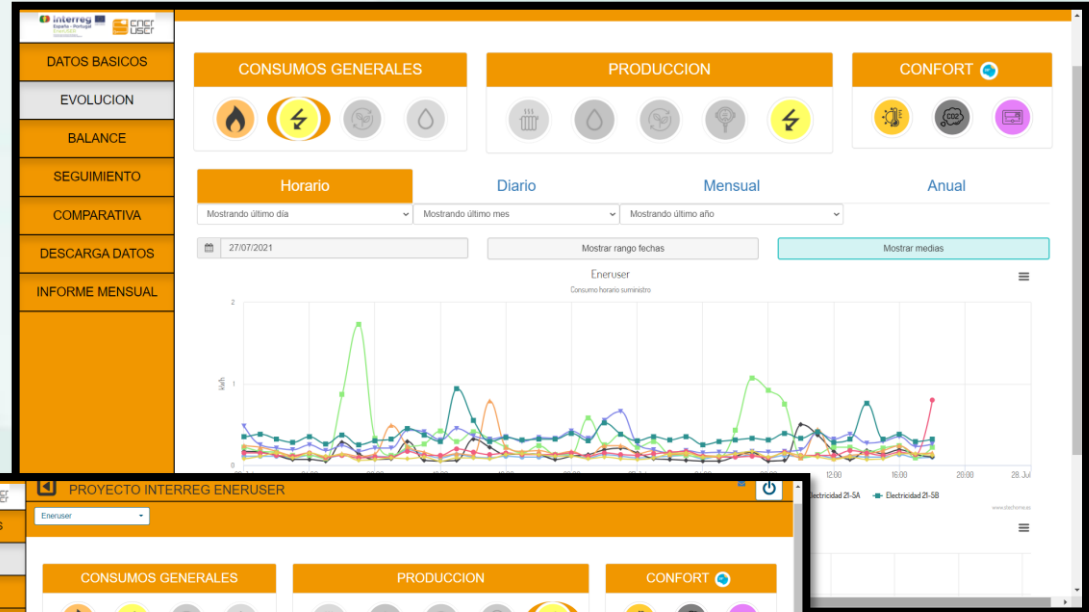 interreg
España - Portugal
ener
user
DATOS BASICOS
EVOLUCION
BALANCE
SEGUIMIENTO
COMPARATIVA
DESCARGA DATOS
INFORME MENSUAL
CONSUMOS GENERALES
PRODUCCION
CONFORT
CO2
Horario Diario Mensual Anual
Mostrando último día Mostrando último mes Mostrando último año
27/07/2021 Mostrar rango fechas Mostrar medias
Eneruser
Consumo horario suministro
kWh
2
1
0
12:00 16:00 20:00 28. Jul
Electricidad 21-5A Electricidad 21-5B
PROYECTO INTERREG ENERUSER
Eneruser
CONSUMOS GENERALES PRODUCCION CONFORT